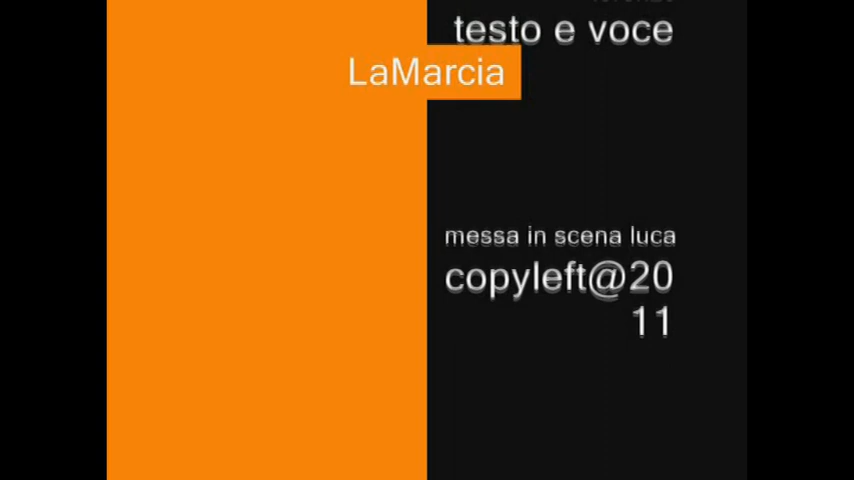 testo e voce
LaMarcia
messa in scena luca
copyleft@20
11